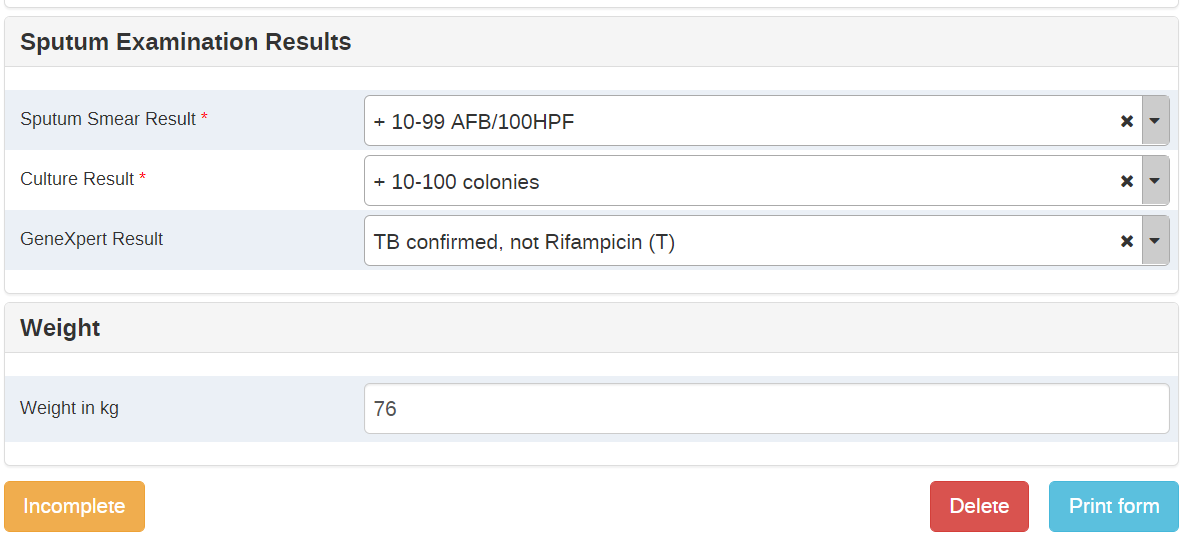 Sputum Examination Results
Sputum Smear Result *
+ 10-99 AFB/100HPF
Culture Result *
+ 10-100 colonies
GeneXpert Result
TB confirmed, not Rifampicin (T)
Weight
Weight in kg
76
Incomplete
Delete
Print form